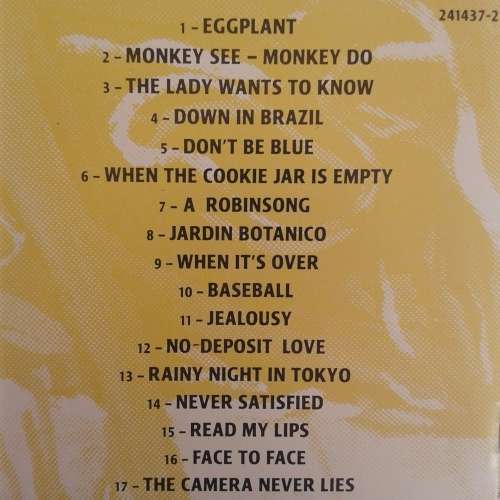 241437-2
1 – EGGPLANT
2 – MONKEY SEE – MONKEY DO
3 – THE LADY WANTS TO KNOW
4 – DOWN IN BRAZIL
5 – DON'T BE BLUE
6 – WHEN THE COOKIE JAR IS EMPTY
7 – A ROBINSONG
8 – JARDIN BOTANICO
9 – WHEN IT'S OVER
10 – BASEBALL
11 – JEALOUSY
12 – NO-DEPOSIT LOVE
13 – RAINY NIGHT IN TOKYO
14 – NEVER SATISFIED
15 – READ MY LIPS
16 – FACE TO FACE
17 – THE CAMERA NEVER LIES